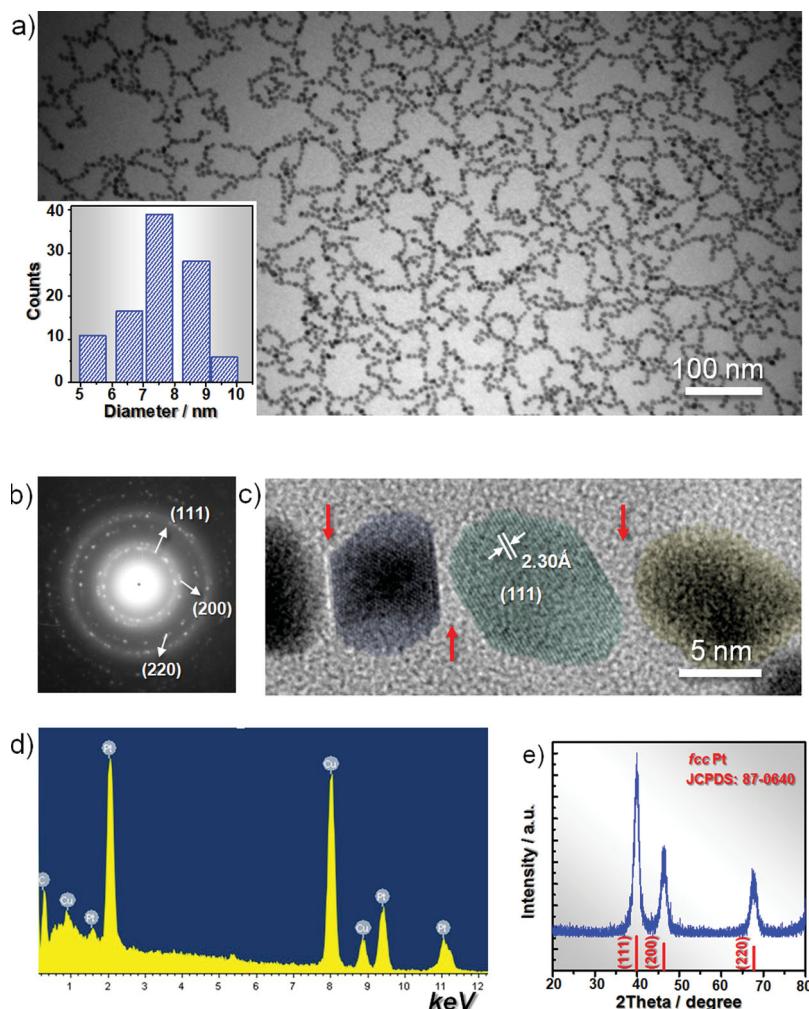 a)
40
30
20
10
0
Counts
5 6 7 8 9 10
Diameter / nm
100 nm
b)
(111)
(200)
(220)
c)
2.30Å
(111)
5 nm
d)
Pt
Cu
C
Cu
Pt
Cu
Pt
Pt
1 2 3 4 5 6 7 8 9 10 11 12
keV
e)
fcc Pt
JCPDS: 87-0640
Intensity / a.u.
(111)
(200)
(220)
20 30 40 50 60 70 80
2Theta / degree